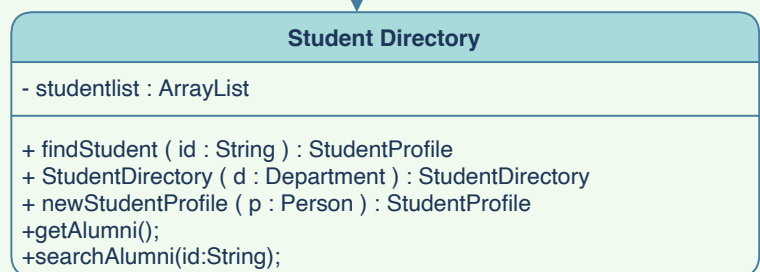 Student Directory
- studentlist : ArrayList
+ findStudent ( id : String ) : StudentProfile
+ StudentDirectory ( d : Department ) : StudentDirectory
+ newStudentProfile ( p : Person ) : StudentProfile
+getAlumni();
+searchAlumni(id:String);